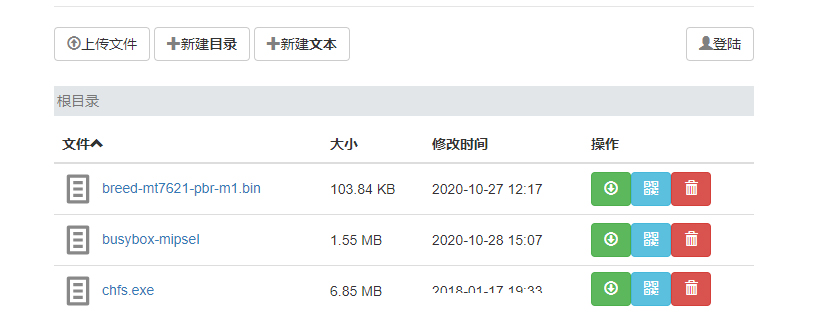 上传文件 新建目录 新建文本 登陆
根目录
文件 大小 修改时间 操作
breed-mt7621-pbr-m1.bin 103.84 KB 2020-10-27 12:17
busybox-mipsel 1.55 MB 2020-10-28 15:07
chfs.exe 6.85 MB 2018-01-17 19:33